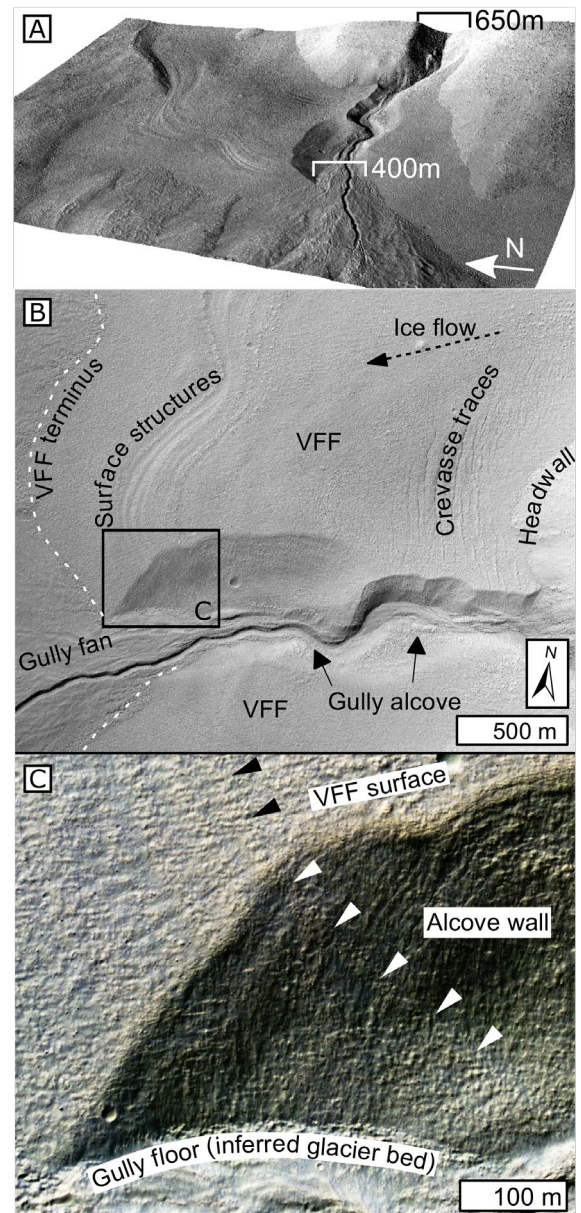 A
650m
400m
N
B
Ice flow
VFF terminus
Surface structures
VFF
Crevasse traces
Headwall
C
Gully fan
Gully alcove
VFF
N
500 m
C
VFF surface
Alcove wall
Gully floor (inferred glacier bed)
100 m